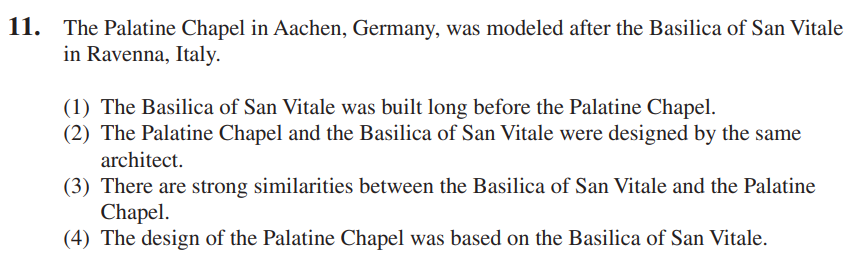 11. The Palatine Chapel in Aachen, Germany, was modeled after the Basilica of San Vitale
in Ravenna, Italy.
(1) The Basilica of San Vitale was built long before the Palatine Chapel.
(2) The Palatine Chapel and the Basilica of San Vitale were designed by the same
architect.
(3) There are strong similarities between the Basilica of San Vitale and the Palatine
Chapel.
(4) The design of the Palatine Chapel was based on the Basilica of San Vitale.